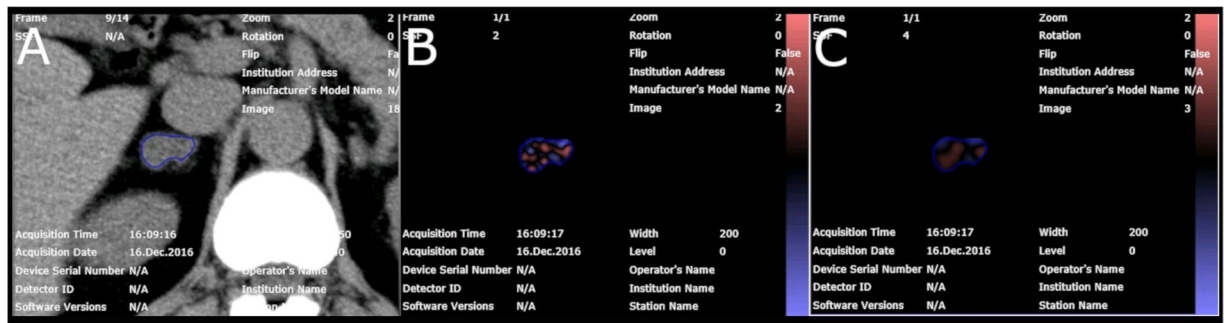 A
Frame 9/14 Zoom 2
N/A Rotation 0
Flip
Institution Address N/
Manufacturer's Model Name N/
Image 18
Acquisition Time 16:09:16 50
Acquisition Date 16.Dec.2016
Device Serial Number N/A Operator's Name
Detector ID N/A Institution Name
Software Versions N/A
B
Frame 1/1 Zoom 2
2 Rotation 0
Flip False
Institution Address N/A
Manufacturer's Model Name N/A
Image 2
Acquisition Time 16:09:17 Width 200
Acquisition Date 16.Dec.2016 Level 0
Device Serial Number N/A Operator's Name
Detector ID N/A Institution Name
Software Versions N/A Station Name
C
Frame 1/1 Zoom 2
4 Rotation 0
Flip False
Institution Address N/A
Manufacturer's Model Name N/A
Image 3
Acquisition Time 16:09:17 Width 200
Acquisition Date 16.Dec.2016 Level 0
Device Serial Number N/A Operator's Name
Detector ID N/A Institution Name
Software Versions N/A Station Name